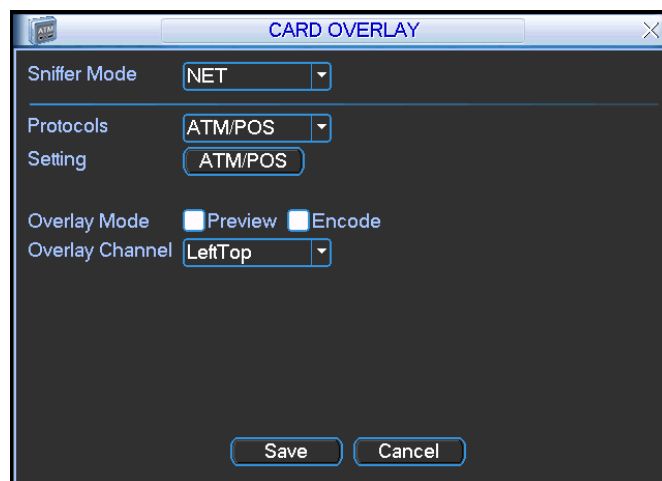 ATM
CARD OVERLAY
Sniffer Mode NET
Protocols ATM/POS
Setting ATM/POS
Overlay Mode Preview Encode
Overlay Channel LeftTop
Save Cancel